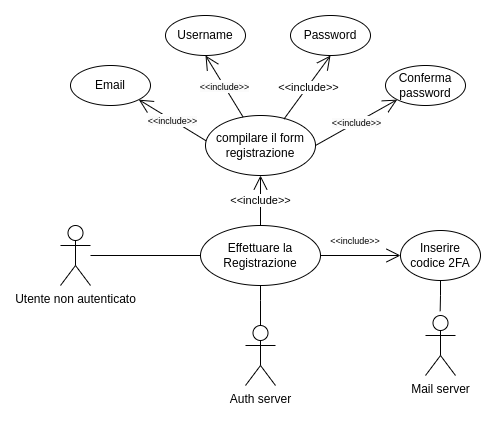 Username
Password
Email
<<include>>
<<include>>
Conferma
password
<<include>>
<<include>>
compilare il form
registrazione
<<include>>
Effettuare la
Registrazione
<<include>>
Inserire
codice 2FA
Utente non autenticato
Auth server
Mail server